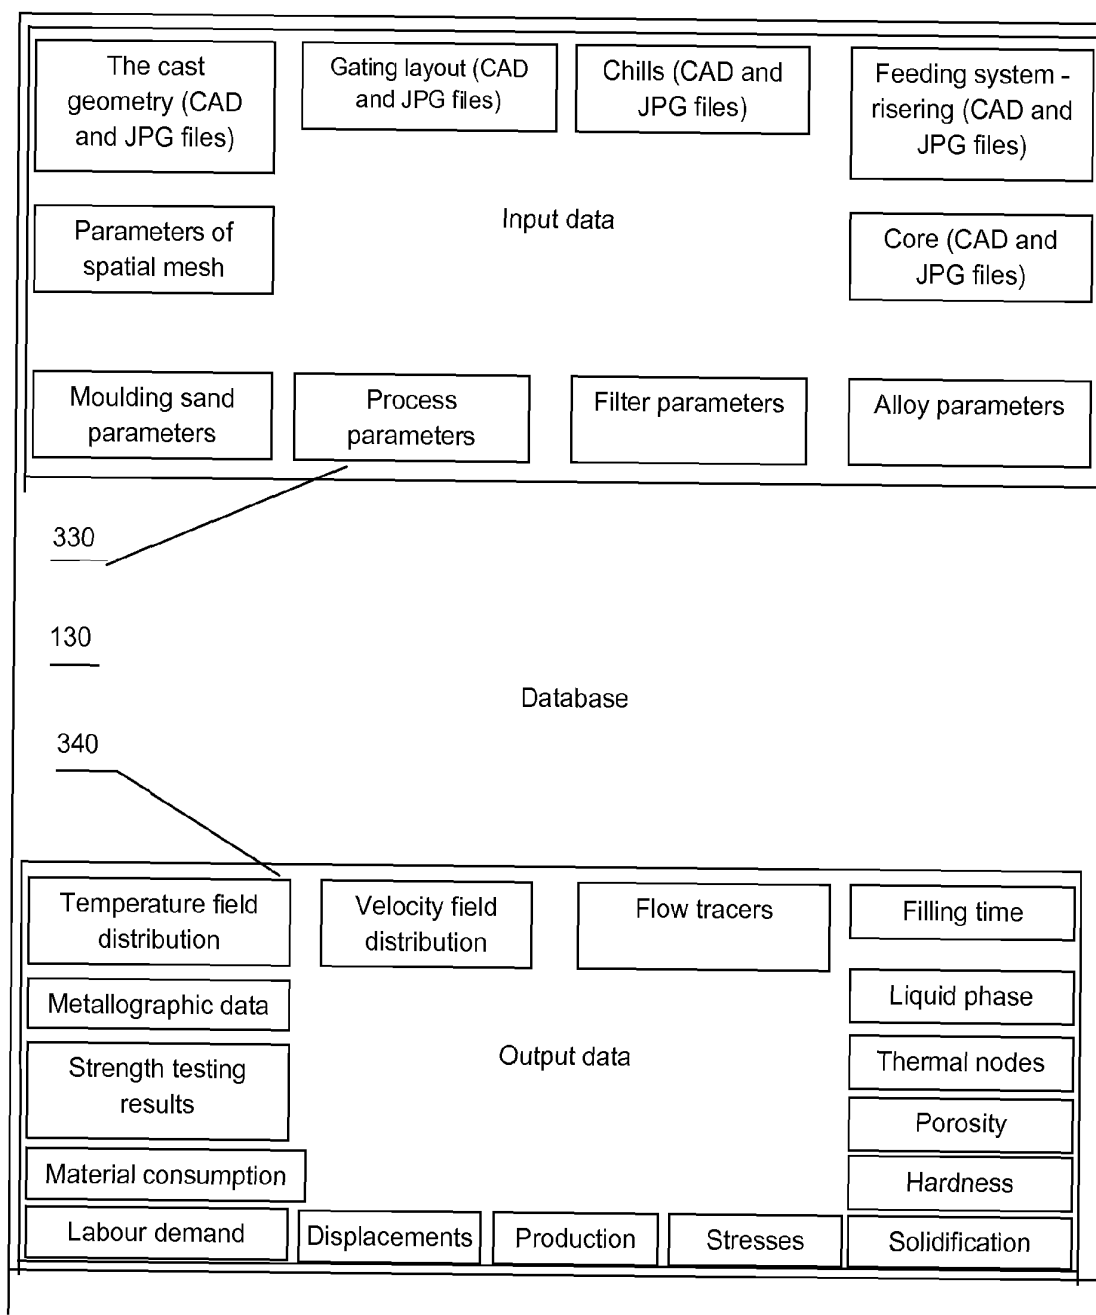 The cast
geometry (CAD
and JPG files)
Gating layout (CAD
and JPG files)
Chills (CAD and
JPG files)
Feeding system -
risering (CAD and
JPG files)
Parameters of
spatial mesh
Input data
Core (CAD and
JPG files)
Moulding sand
parameters
Process
parameters
Filter parameters
Alloy parameters
330
130
Database
340
Temperature field
distribution
Velocity field
distribution
Flow tracers
Filling time
Metallographic data
Liquid phase
Output data
Strength testing
results
Thermal nodes
Porosity
Material consumption
Hardness
Labour demand
Displacements
Production
Stresses
Solidification